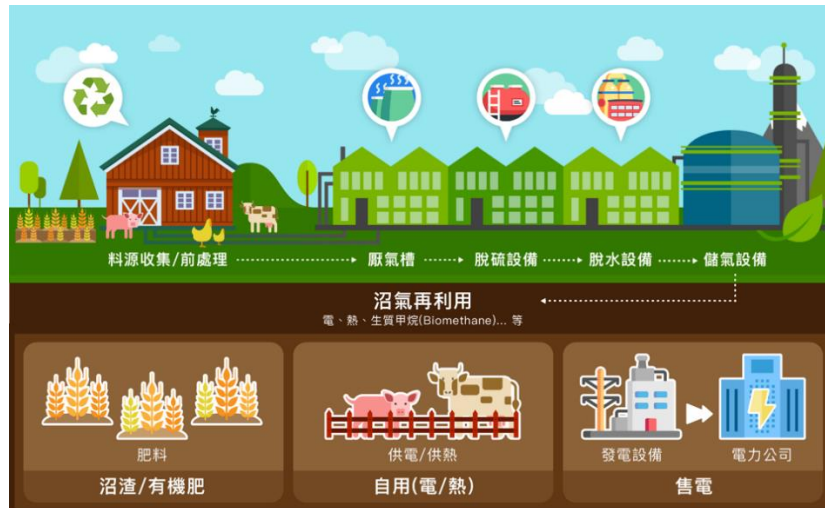 料源收集/前處理
厭氧槽
脫硫設備
脫水設備
儲氣設備
沼氣再利用
電、熱、生質甲烷(Biomethane)... 等
肥料
供電/供熱
發電設備
電力公司
沼渣/有機肥
自用(電/熱)
售電